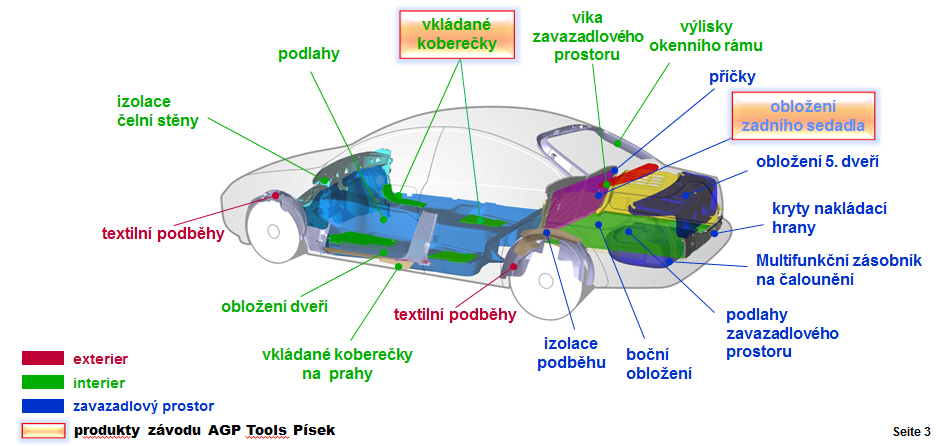 vkládané
koberečky
víka
zavazadlového
prostoru
výlisky
okenního rámu
podlahy
příčky
izolace
čelní stěny
obložení
zadního sedadla
obložení 5. dveří
kryty nakládací
hrany
textilní podběhy
Multifunkční zásobník
na čalounění
obložení dveří
textilní podběhy
podlahy
zavazadlového
prostoru
izolace
podběhu
boční
obložení
vkládané koberečky
na prahy
exterier
interier
zavazadlový prostor
produkty závodu AGP Tools Písek
Seite 3